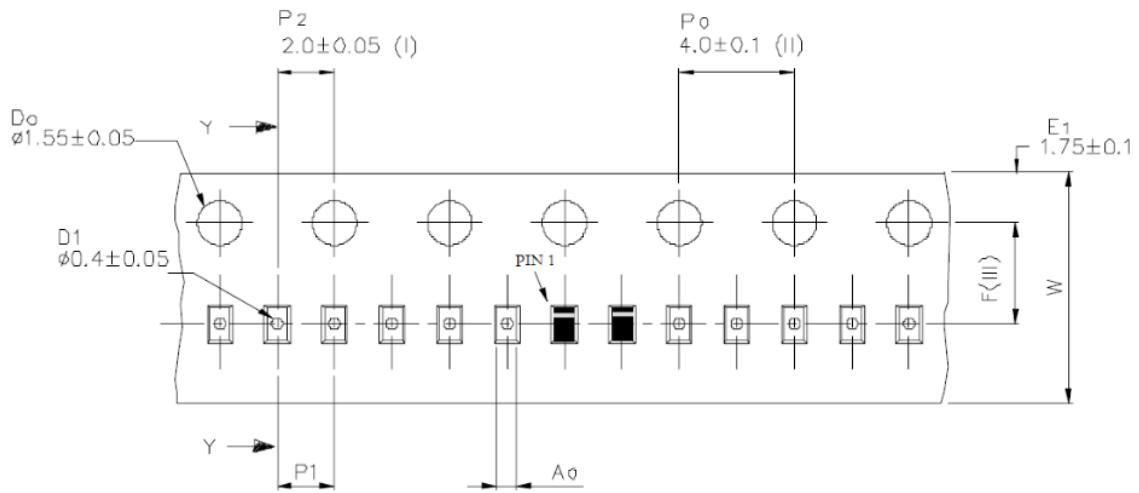 P2
2.0±0.05 (I)
Po
4.0±0.1 (II)
Do
ø1.55±0.05
Y
E1
1.75±0.1
D1
ø0.4±0.05
PIN 1
F(III)
W
Y
P1
Ao